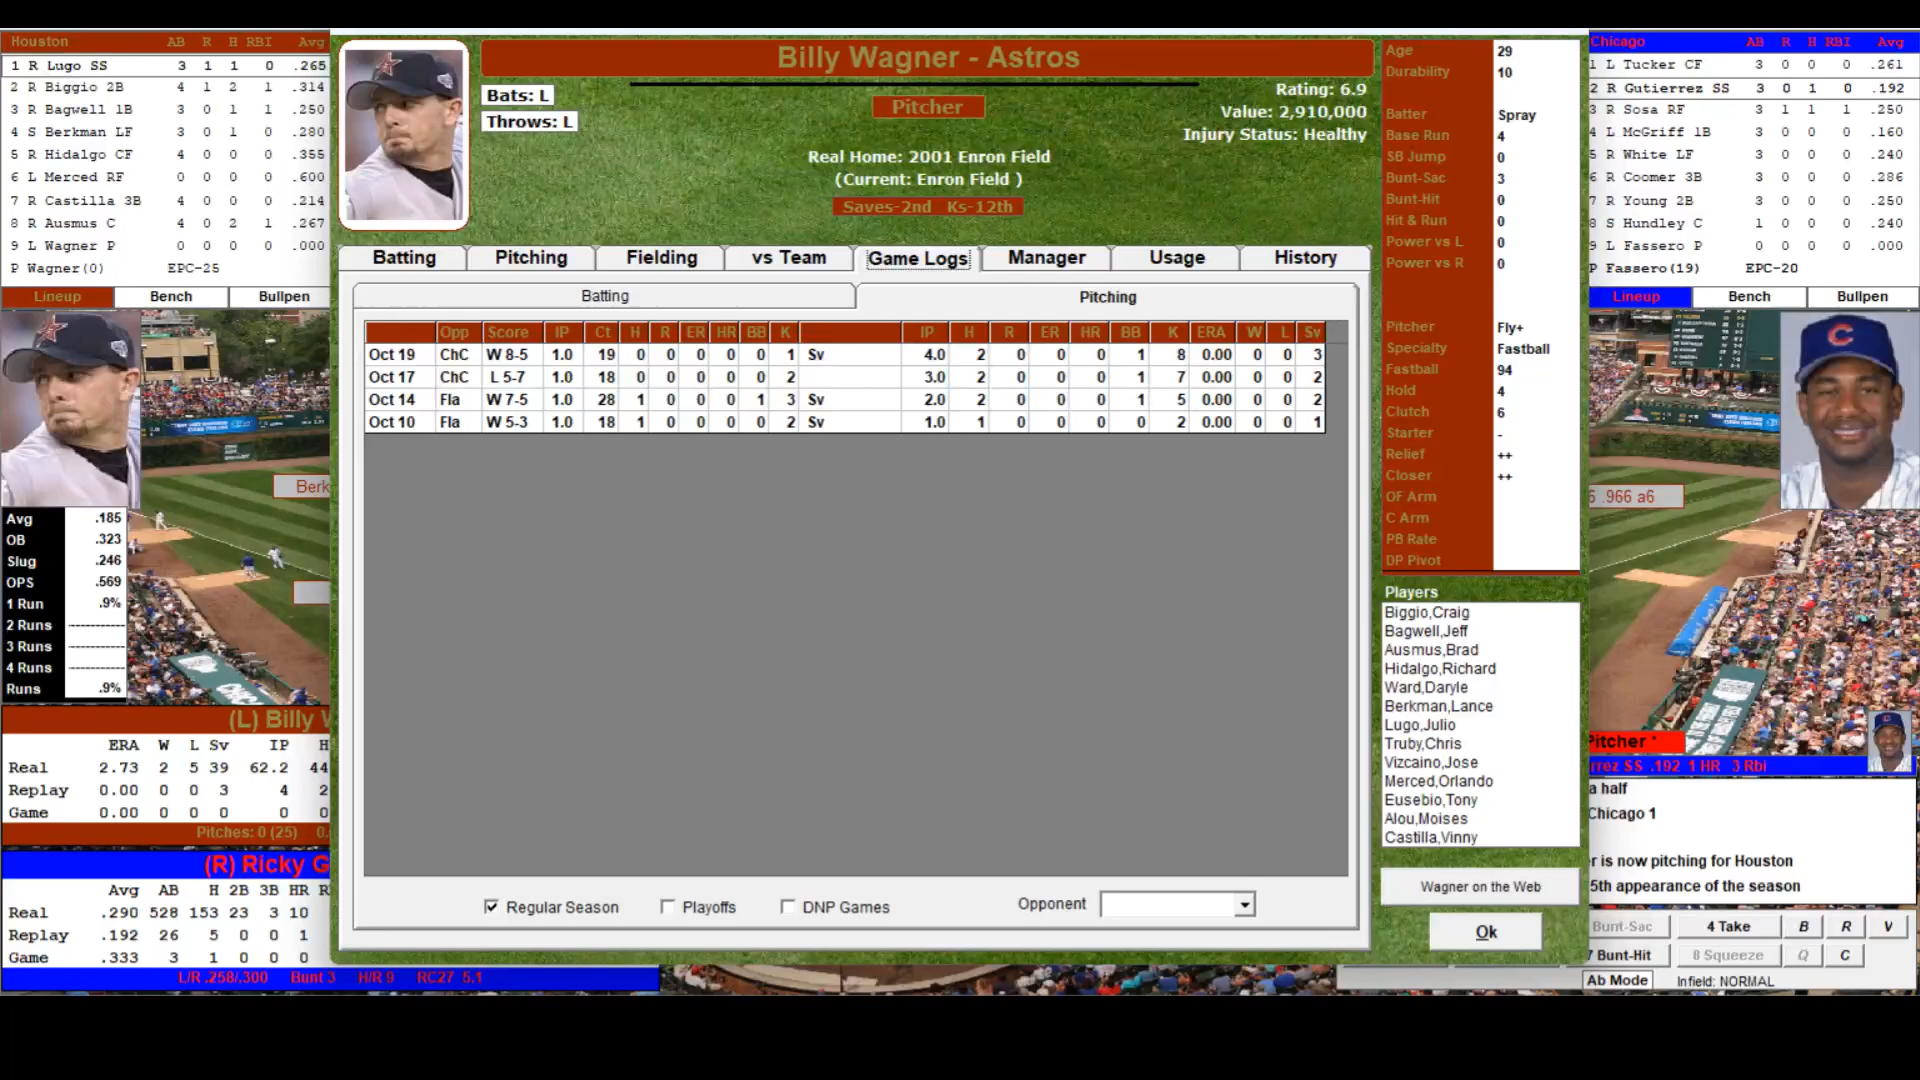 Houston AB R H RBI Avg
1 R Lugo SS 3 1 1 0 .265
2 R Biggio 2B 4 1 2 1 .314
3 R Bagwell 1B 3 0 1 1 .250
4 S Berkman LF 3 0 1 0 .280
5 R Hidalgo CF 4 0 0 0 .355
6 L Merced RF 0 0 0 0 .600
7 R Castilla 3B 4 0 0 0 .214
8 R Ausmus C 4 0 2 1 .267
9 L Wagner P 0 0 0 0 .000
P Wagner(0) EPC-25
Lineup Bench Bullpen
Berk
Avg .185
OB .323
Slug .246
OPS .569
1 Run .9%
2 Runs ------------
3 Runs ------------
4 Runs ------------
Runs .9%
(L) Billy W
ERA W L Sv IP H
Real 2.73 2 5 39 62.2 44
Replay 0.00 0 0 3 4 2
Game 0.00 0 0 0 0 0
Pitches: 0 (25) 0.
(R) Ricky G
Avg AB H 2B 3B HR R
Real .290 528 153 23 3 10
Replay .192 26 5 0 0 1
Game .333 3 1 0 0 0
L/R .258/.300 Bunt 3 H/R 9 RC27 5.1
Billy Wagner - Astros
Bats: L
Throws: L
Pitcher
Rating: 6.9
Value: 2,910,000
Injury Status: Healthy
Real Home: 2001 Enron Field
(Current: Enron Field )
Saves-2nd Ks-12th
Batting Pitching Fielding vs Team Game Logs Manager Usage History
Batting Pitching
Opp Score IP Ct H R ER HR BB K IP H R ER HR BB K ERA W L Sv
Oct 19 ChC W 8-5 1.0 19 0 0 0 0 0 1 Sv 4.0 2 0 0 0 1 8 0.00 0 0 3
Oct 17 ChC L 5-7 1.0 18 0 0 0 0 0 2 3.0 2 0 0 0 1 7 0.00 0 0 2
Oct 14 Fla W 7-5 1.0 28 1 0 0 0 1 3 Sv 2.0 2 0 0 0 1 5 0.00 0 0 2
Oct 10 Fla W 5-3 1.0 18 1 0 0 0 0 2 Sv 1.0 1 0 0 0 0 2 0.00 0 0 1
Regular Season Playoffs DNP Games Opponent
Age 29
Durability 10
Batter Spray
Base Run 4
SB Jump 0
Bunt-Sac 3
Bunt-Hit 0
Hit & Run 0
Power vs L 0
Power vs R 0
Pitcher Fly+
Specialty Fastball
Fastball 94
Hold 4
Clutch 6
Starter -
Relief ++
Closer ++
OF Arm
C Arm
PB Rate
DP Pivot
Players
Biggio,Craig
Bagwell,Jeff
Ausmus,Brad
Hidalgo,Richard
Ward,Daryle
Berkman,Lance
Lugo,Julio
Truby,Chris
Vizcaino,Jose
Merced,Orlando
Eusebio,Tony
Alou,Moises
Castilla,Vinny
Wagner on the Web
Ok
Chicago AB R H RBI Avg
1 L Tucker CF 3 0 0 0 .261
2 R Gutierrez SS 3 0 1 0 .192
3 R Sosa RF 3 1 1 1 .250
4 L McGriff 1B 3 0 0 0 .160
5 R White LF 3 0 0 0 .240
6 R Coomer 3B 3 0 0 0 .286
7 R Young 2B 3 0 0 0 .250
8 S Hundley C 1 0 0 0 .240
9 L Fassero P 0 0 0 0 .000
P Fassero(19) EPC-20
Lineup Bench Bullpen
6 .966 a6
Pitcher *
rrez SS .192 1 HR 3 Rbi
a half
Chicago 1
r is now pitching for Houston
5th appearance of the season
Bunt-Sac 4 Take B R V
7 Bunt-Hit 8 Squeeze Q C
Ab Mode Infield: NORMAL